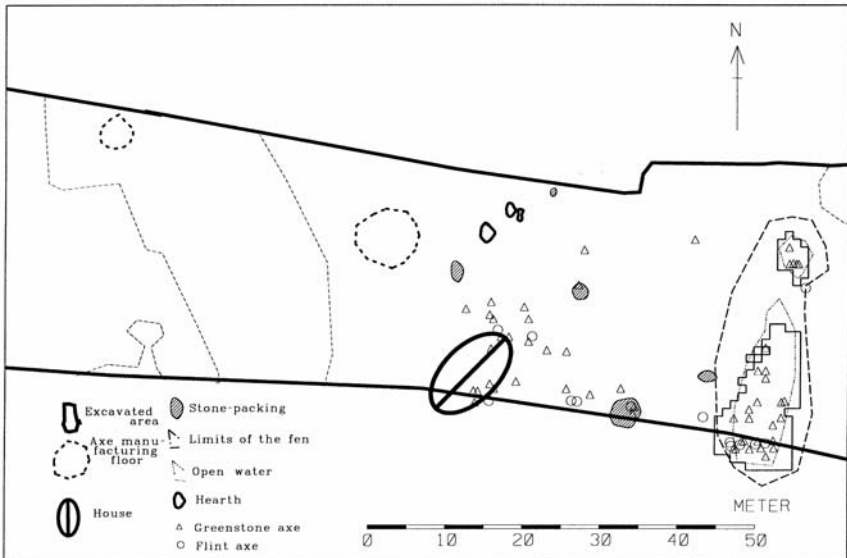 N
Excavated
area
Axe manu-
facturing
floor
House
Stone-packing
Limits of the fen
Open water
Hearth
Greenstone axe
Flint axe
METER
0 10 20 30 40 50